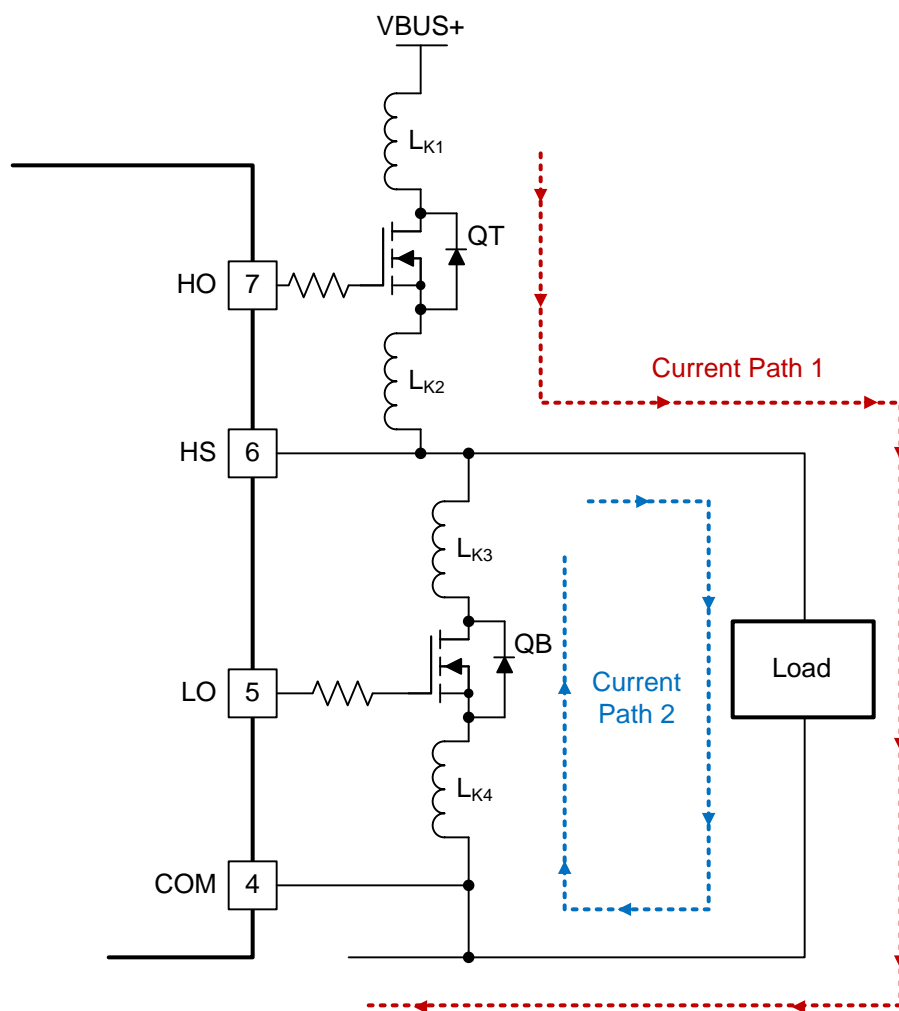 VBUS+
LK1
QT
HO 7
LK2
Current Path 1
HS 6
LK3
QB
LO 5
Current
Path 2
Load
LK4
COM 4